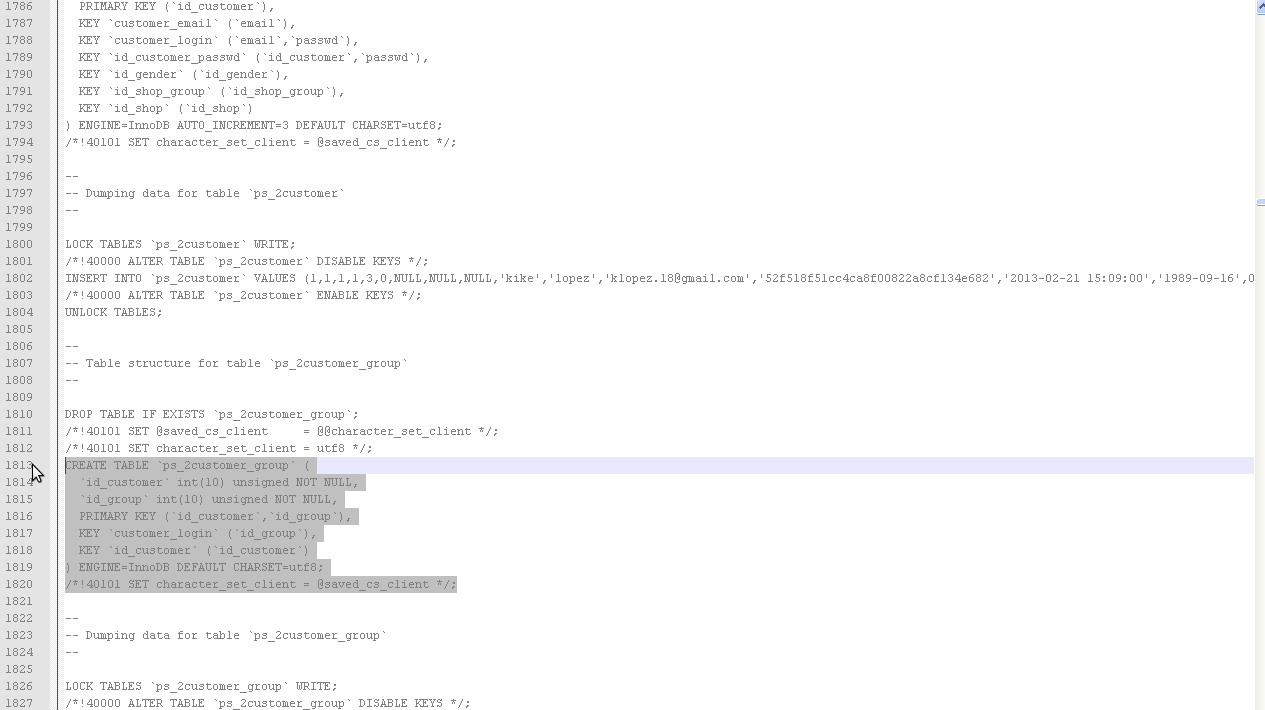 1786   PRIMARY KEY (`id_customer`),
1787   KEY `customer_email` (`email`),
1788   KEY `customer_login` (`email`,`passwd`),
1789   KEY `id_customer_passwd` (`id_customer`,`passwd`),
1790   KEY `id_gender` (`id_gender`),
1791   KEY `id_shop_group` (`id_shop_group`),
1792   KEY `id_shop` (`id_shop`)
1793 ) ENGINE=InnoDB AUTO_INCREMENT=3 DEFAULT CHARSET=utf8;
1794 /*!40101 SET character_set_client = @saved_cs_client */;
1795
1796 --
1797 -- Dumping data for table `ps_2customer`
1798 --
1799
1800 LOCK TABLES `ps_2customer` WRITE;
1801 /*!40000 ALTER TABLE `ps_2customer` DISABLE KEYS */;
1802 INSERT INTO `ps_2customer` VALUES (1,1,1,1,3,0,NULL,NULL,NULL,'kike','lopez','klopez.18@gmail.com','52f518f51cc4ca8f00822a8cf134e682','2013-02-21 15:09:00','1989-09-16',0
1803 /*!40000 ALTER TABLE `ps_2customer` ENABLE KEYS */;
1804 UNLOCK TABLES;
1805
1806 --
1807 -- Table structure for table `ps_2customer_group`
1808 --
1809
1810 DROP TABLE IF EXISTS `ps_2customer_group`;
1811 /*!40101 SET @saved_cs_client     = @@character_set_client */;
1812 /*!40101 SET character_set_client = utf8 */;
1813 CREATE TABLE `ps_2customer_group` (
1814   `id_customer` int(10) unsigned NOT NULL,
1815   `id_group` int(10) unsigned NOT NULL,
1816   PRIMARY KEY (`id_customer`,`id_group`),
1817   KEY `customer_login` (`id_group`),
1818   KEY `id_customer` (`id_customer`)
1819 ) ENGINE=InnoDB DEFAULT CHARSET=utf8;
1820 /*!40101 SET character_set_client = @saved_cs_client */;
1821
1822 --
1823 -- Dumping data for table `ps_2customer_group`
1824 --
1825
1826 LOCK TABLES `ps_2customer_group` WRITE;
1827 /*!40000 ALTER TABLE `ps_2customer_group` DISABLE KEYS */;